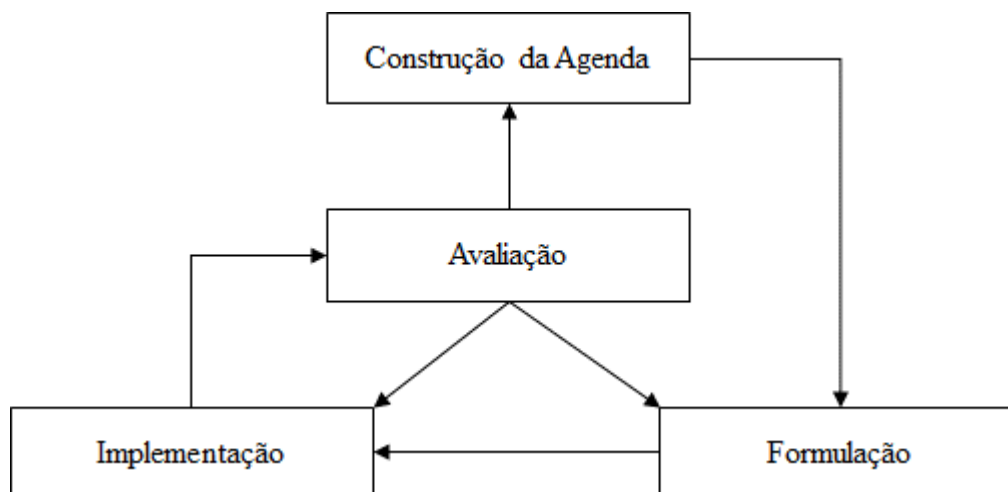 Construção da Agenda
Avaliação
Implementação
Formulação